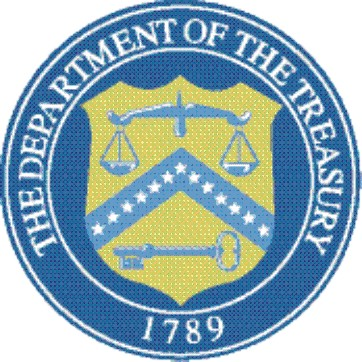 THE DEPARTMENT OF THE TREASURY
1789